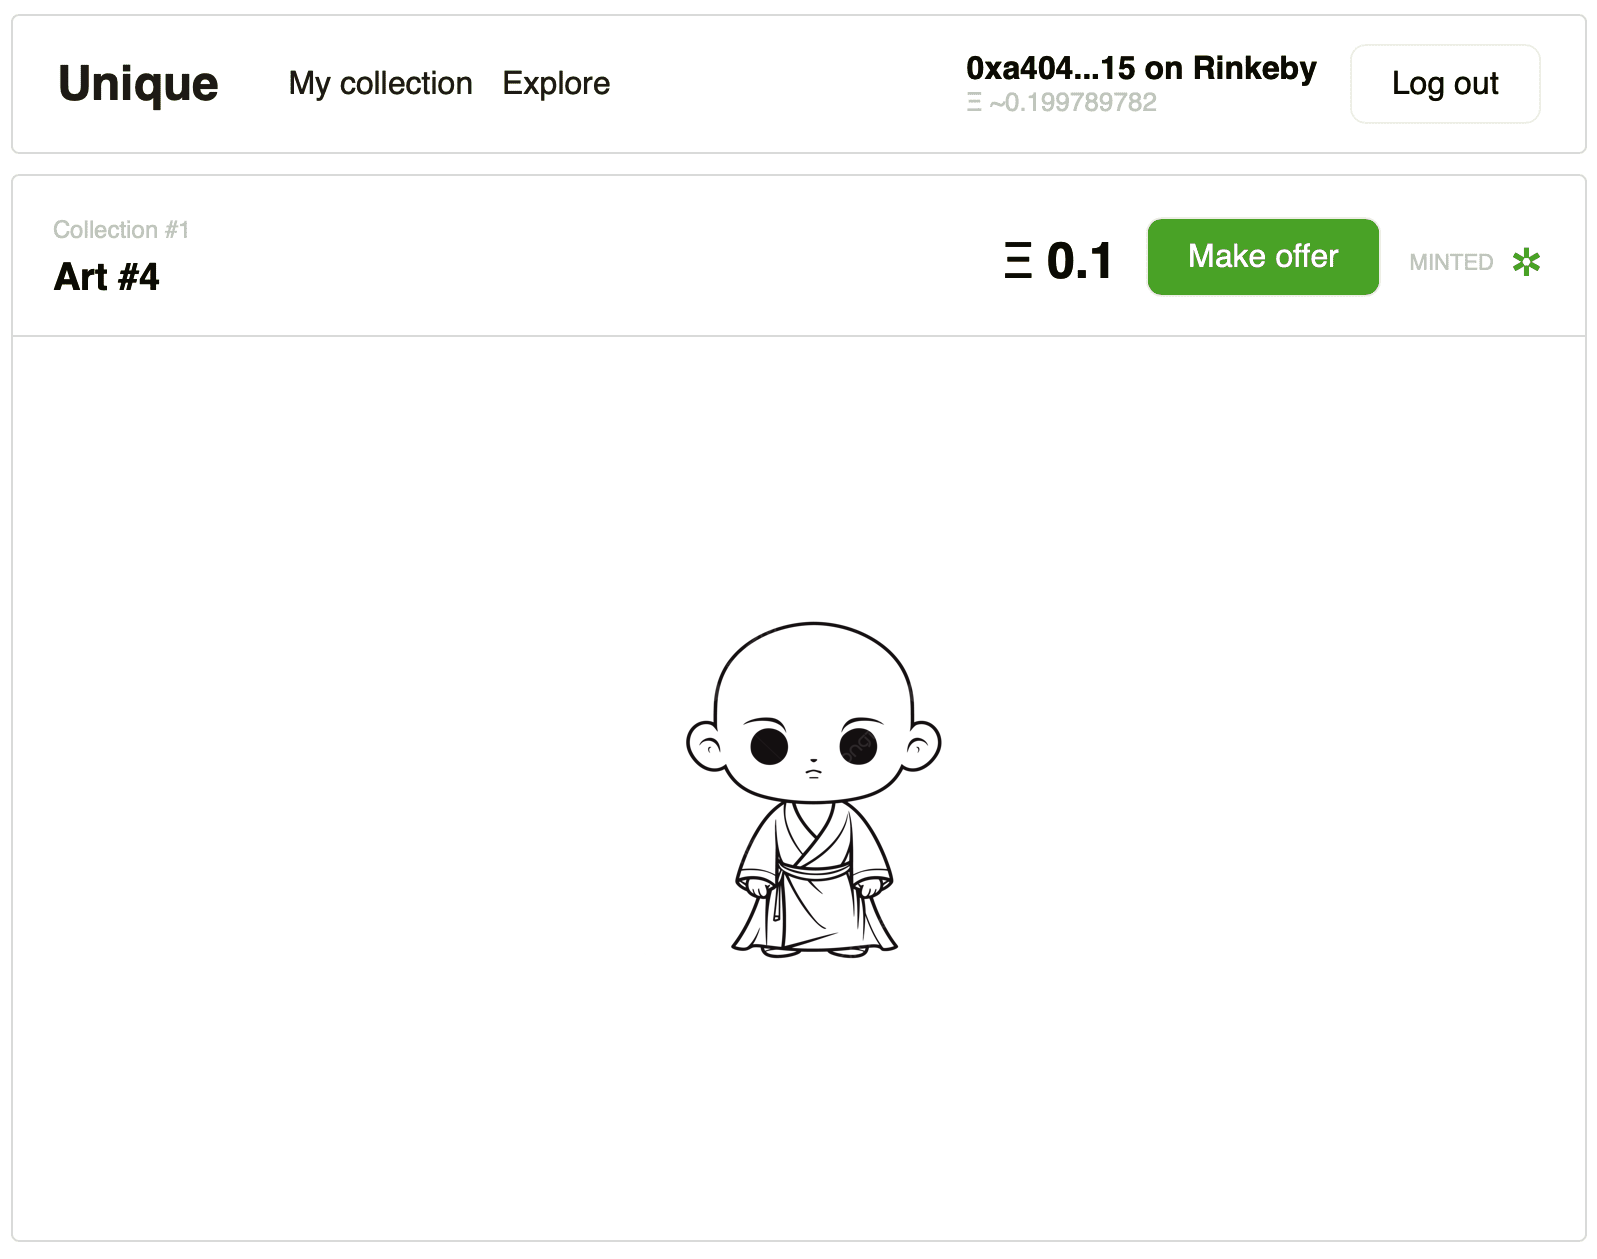 Unique
My collection
Explore
0xa404...15 on Rinkeby
Ξ ~0.199789782
Log out
Collection #1
Art #4
Ξ 0.1
Make offer
MINTED